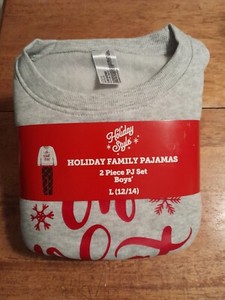 Holiday
Style
HOLIDAY FAMILY PAJAMAS
2 Piece PJ Set
Boys'
L (12/14)